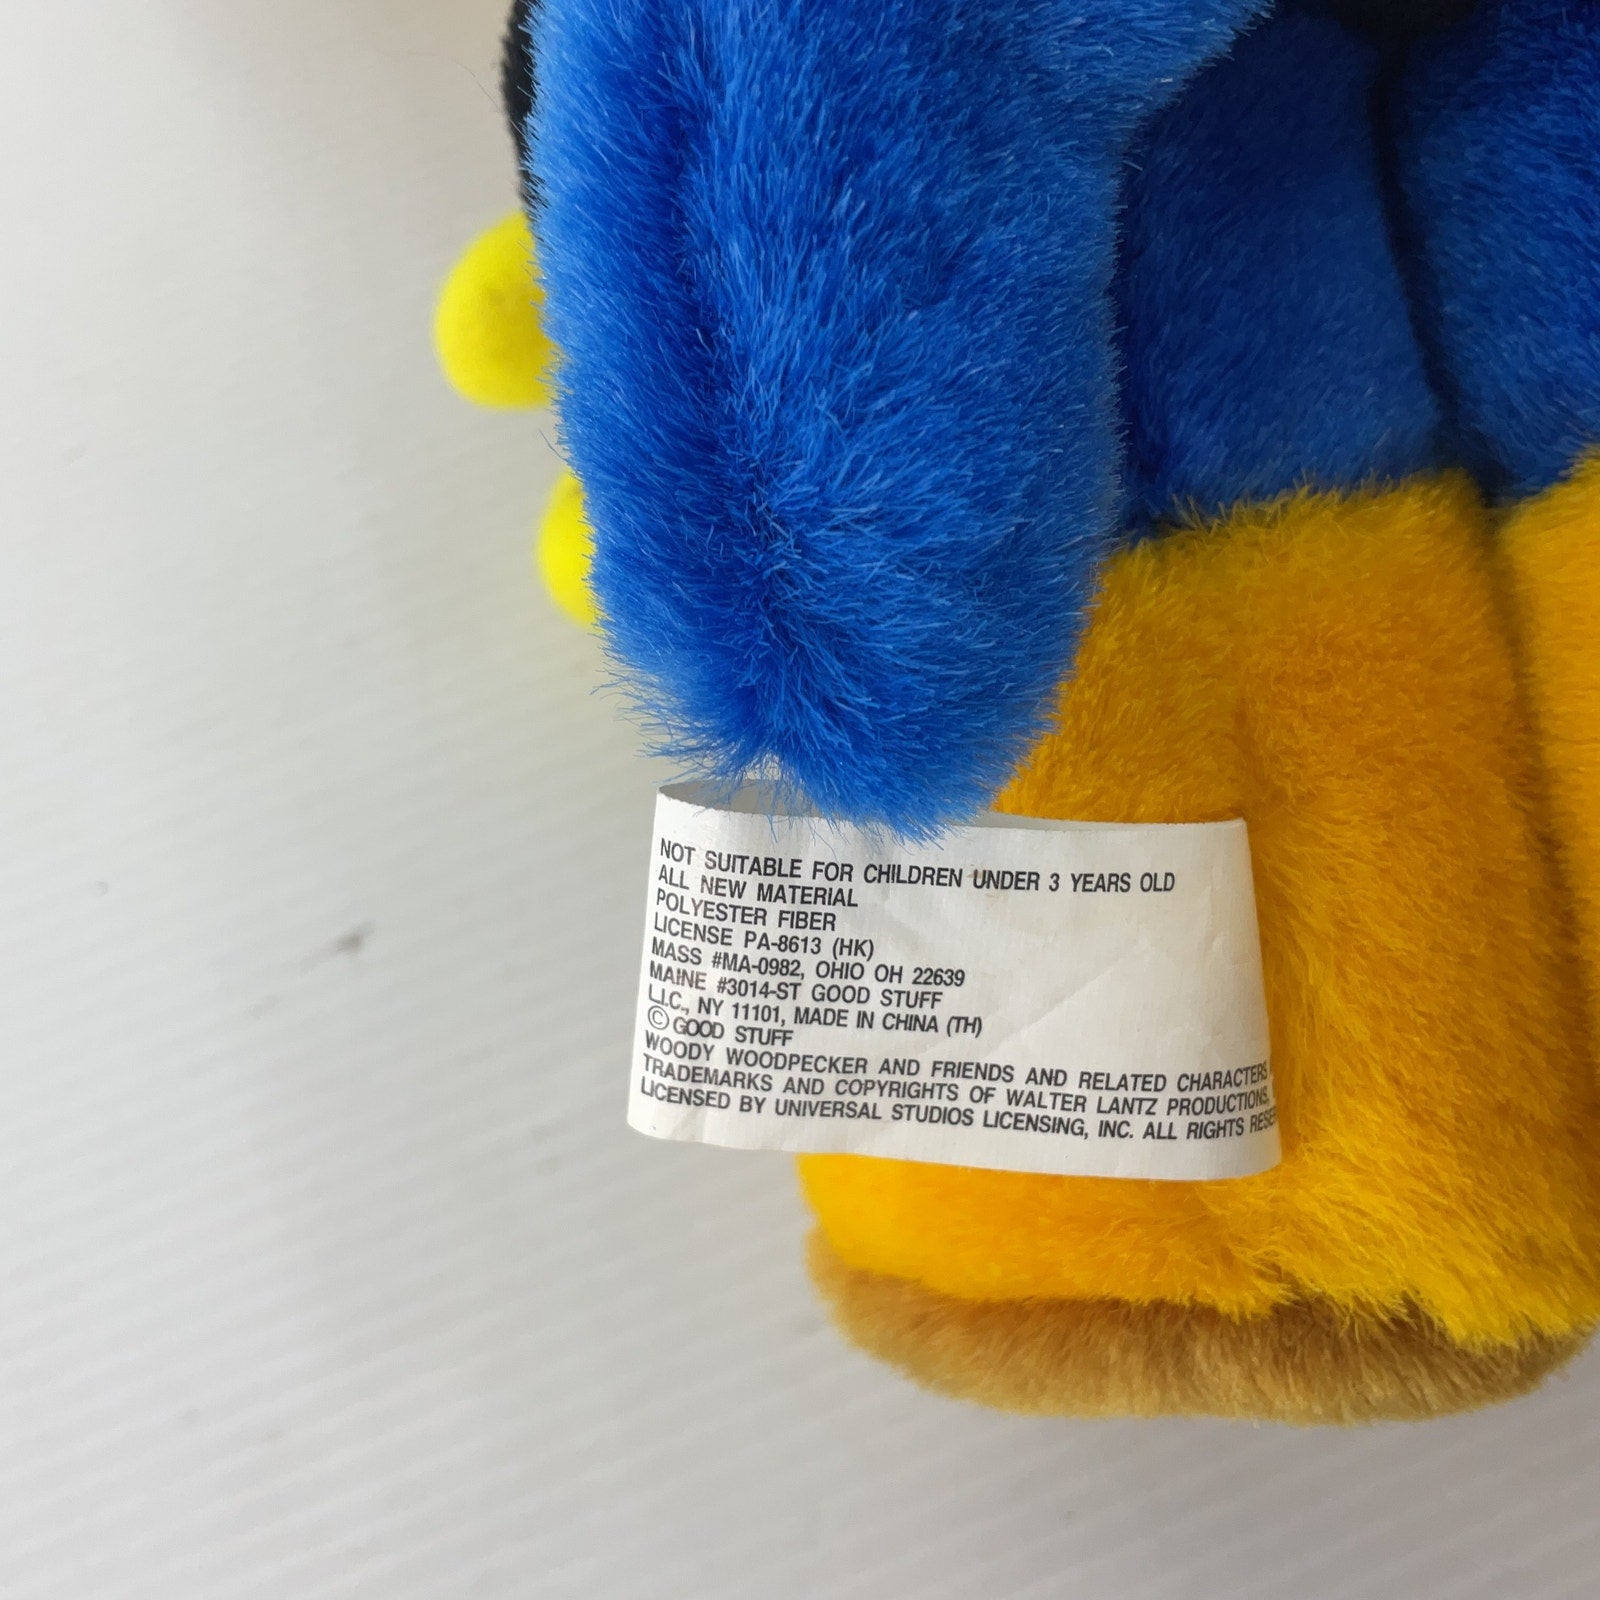 NOT SUITABLE FOR CHILDREN UNDER 3 YEARS OLD
ALL NEW MATERIAL
POLYESTER FIBER
LICENSE PA-8613 (HK)
MASS #MA-0982, OHIO OH 22639
MAINE #3014-ST GOOD STUFF
L.I.C., NY 11101, MADE IN CHINA (TH)
© GOOD STUFF
WOODY WOODPECKER AND FRIENDS AND RELATED CHARACTERS
TRADEMARKS AND COPYRIGHTS OF WALTER LANTZ PRODUCTIONS,
LICENSED BY UNIVERSAL STUDIOS LICENSING, INC. ALL RIGHTS